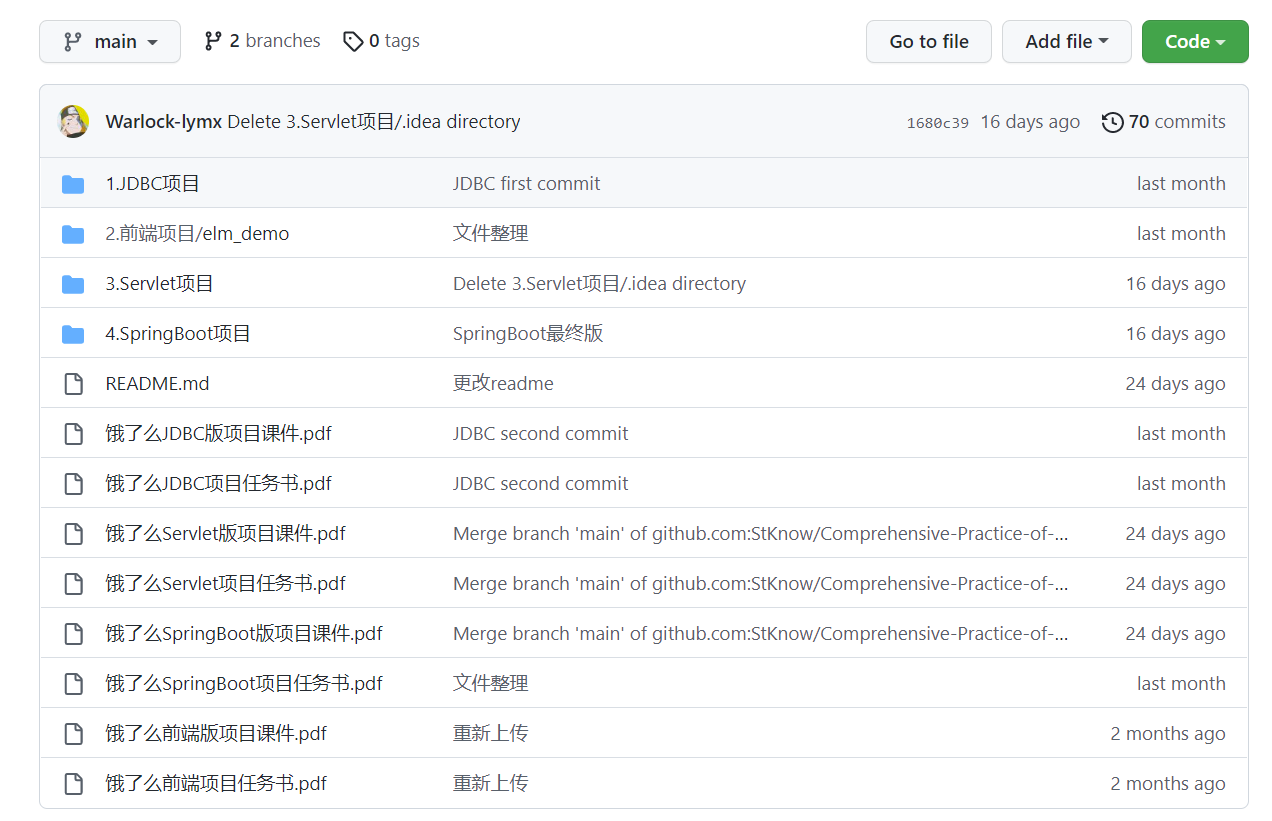 main 2 branches 0 tags Go to file Add file Code
Warlock-lymx Delete 3.Servlet项目/.idea directory 1680c39 16 days ago 70 commits
1.JDBC项目 JDBC first commit last month
2.前端项目/elm_demo 文件整理 last month
3.Servlet项目 Delete 3.Servlet项目/.idea directory 16 days ago
4.SpringBoot项目 SpringBoot最终版 16 days ago
README.md 更改readme 24 days ago
饿了么JDBC版项目课件.pdf JDBC second commit last month
饿了么JDBC项目任务书.pdf JDBC second commit last month
饿了么Servlet版项目课件.pdf Merge branch 'main' of github.com:StKnow/Comprehensive-Practice-of-... 24 days ago
饿了么Servlet项目任务书.pdf Merge branch 'main' of github.com:StKnow/Comprehensive-Practice-of-... 24 days ago
饿了么SpringBoot版项目课件.pdf Merge branch 'main' of github.com:StKnow/Comprehensive-Practice-of-... 24 days ago
饿了么SpringBoot项目任务书.pdf 文件整理 last month
饿了么前端版项目课件.pdf 重新上传 2 months ago
饿了么前端项目任务书.pdf 重新上传 2 months ago